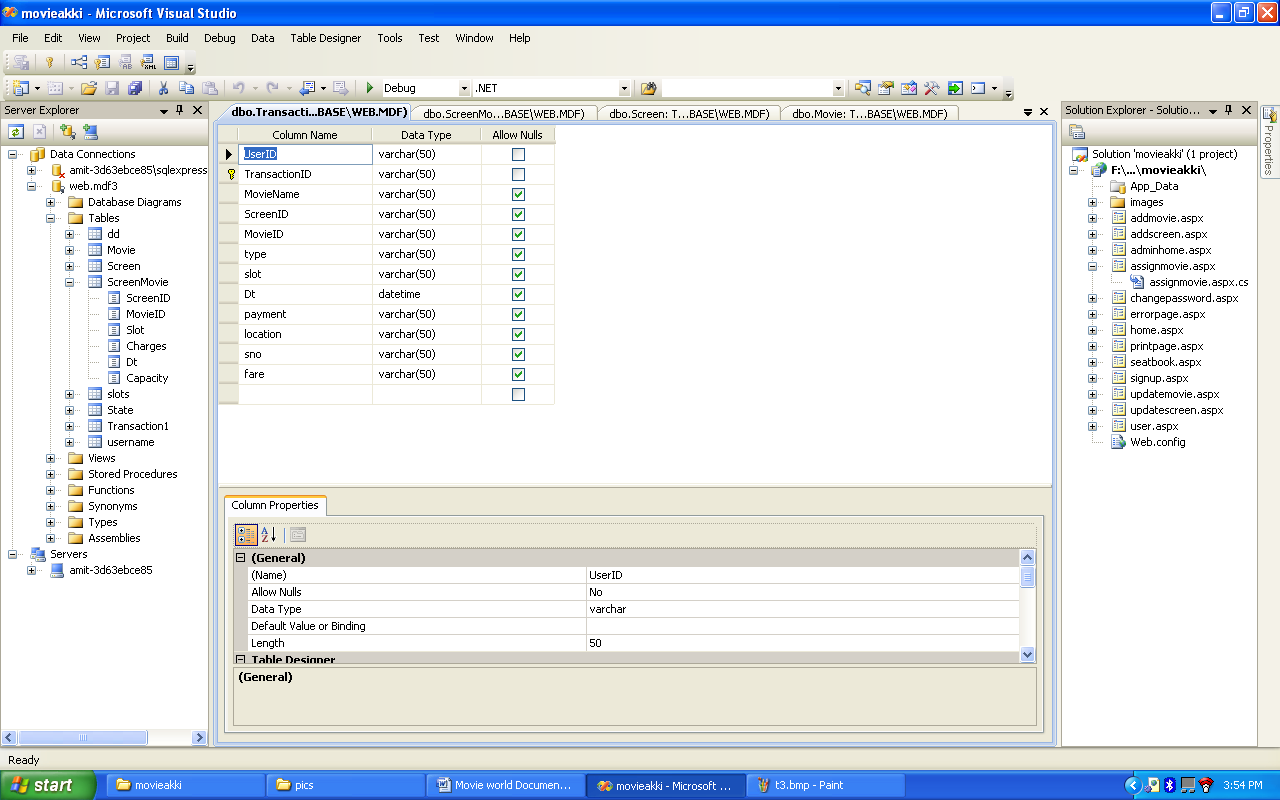 movieakki - Microsoft Visual Studio
File Edit View Project Build Debug Data Table Designer Tools Test Window Help
Debug .NET
Server Explorer
Data Connections
amit-3d63ebce85\sqlexpress
web.mdf3
Database Diagrams
Tables
dd
Movie
Screen
ScreenMovie
ScreenID
MovieID
Slot
Charges
Dt
Capacity
slots
State
Transaction1
username
Views
Stored Procedures
Functions
Synonyms
Types
Assemblies
Servers
amit-3d63ebce85
dbo.Transacti...BASE\WEB.MDF) dbo.ScreenMo...BASE\WEB.MDF) dbo.Screen: T...BASE\WEB.MDF) dbo.Movie: T...BASE\WEB.MDF)
Column Name Data Type Allow Nulls
UserID varchar(50)
TransactionID varchar(50)
MovieName varchar(50)
ScreenID varchar(50)
MovieID varchar(50)
type varchar(50)
slot varchar(50)
Dt datetime
payment varchar(50)
location varchar(50)
sno varchar(50)
fare varchar(50)
Column Properties
(General)
(Name) UserID
Allow Nulls No
Data Type varchar
Default Value or Binding
Length 50
Table Designer
(General)
Solution Explorer - Solutio...
Solution 'movieakki' (1 project)
F:\...\movieakki\
App_Data
images
addmovie.aspx
addscreen.aspx
adminhome.aspx
assignmovie.aspx
assignmovie.aspx.cs
changepassword.aspx
errorpage.aspx
home.aspx
printpage.aspx
seatbook.aspx
signup.aspx
updatemovie.aspx
updatescreen.aspx
user.aspx
Web.config
Properties
Ready
start movieakki pics Movie world Documen... movieakki - Microsoft ... t3.bmp - Paint 3:54 PM